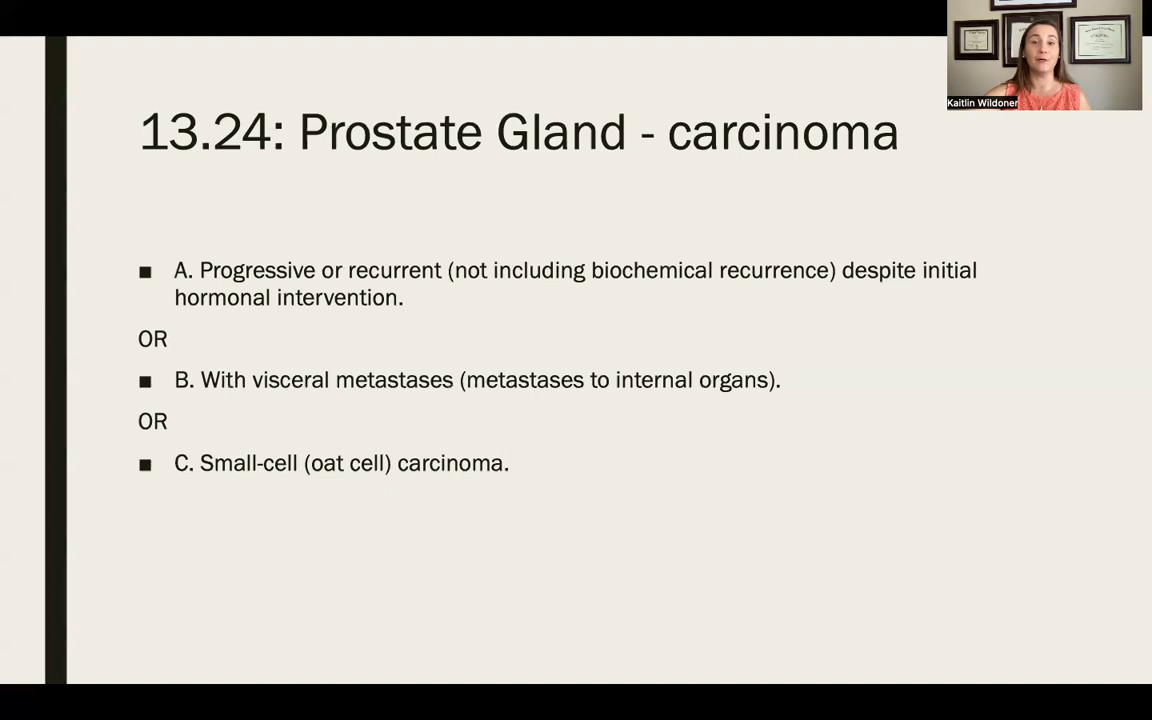 Kaitlin Wildoner
13.24: Prostate Gland - carcinoma
■ A. Progressive or recurrent (not including biochemical recurrence) despite initial
hormonal intervention.
OR
■ B. With visceral metastases (metastases to internal organs).
OR
■ C. Small-cell (oat cell) carcinoma.